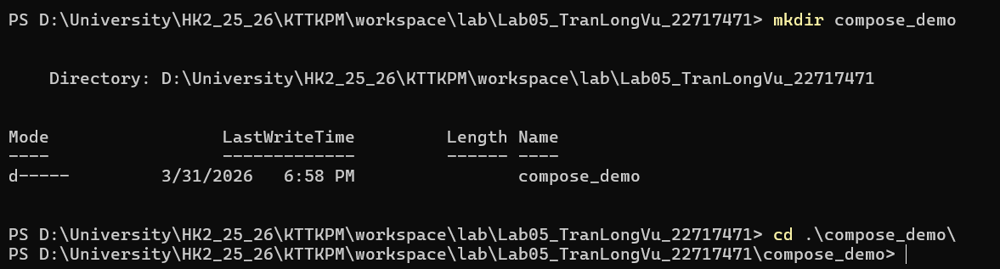 PS D:\University\HK2_25_26\KTTKPM\workspace\lab\Lab05_TranLongVu_22717471> mkdir compose_demo
Directory: D:\University\HK2_25_26\KTTKPM\workspace\lab\Lab05_TranLongVu_22717471
Mode                 LastWriteTime         Length Name
----                 -------------         ------ ----
d-----         3/31/2026   6:58 PM                compose_demo
PS D:\University\HK2_25_26\KTTKPM\workspace\lab\Lab05_TranLongVu_22717471> cd .\compose_demo\
PS D:\University\HK2_25_26\KTTKPM\workspace\lab\Lab05_TranLongVu_22717471\compose_demo>